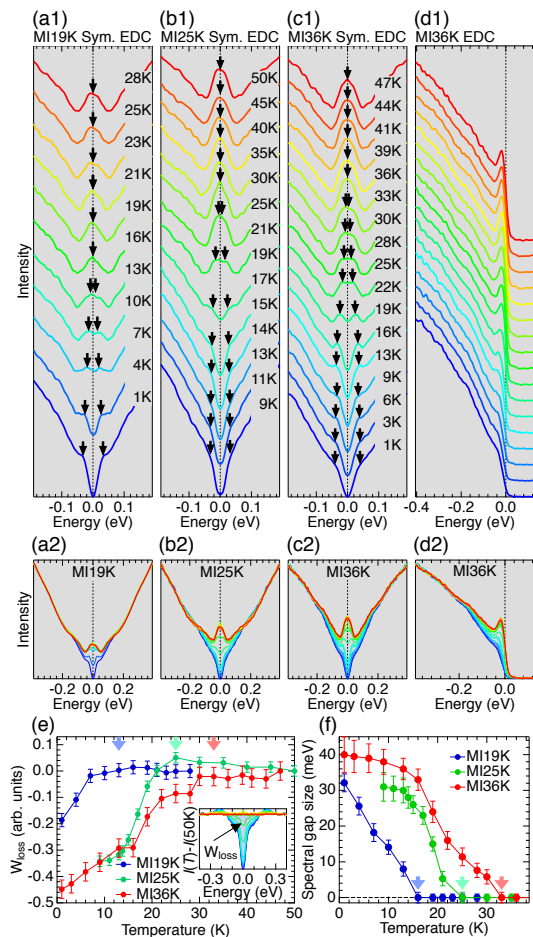 (a1) (b1) (c1) (d1)
MI19K Sym. EDC MI25K Sym. EDC MI36K Sym. EDC MI36K EDC
28K
25K
23K
21K
19K
16K
13K
10K
7K
4K
1K
50K
45K
40K
35K
30K
25K
21K
19K
17K
15K
14K
13K
11K
9K
47K
44K
41K
39K
36K
33K
30K
28K
25K
22K
19K
16K
13K
9K
6K
3K
1K
Intensity
-0.1 0.0 0.1 -0.1 0.0 0.1 -0.1 0.0 0.1 -0.4 -0.2 0.0
Energy (eV) Energy (eV) Energy (eV) Energy (eV)
(a2) (b2) (c2) (d2)
MI19K MI25K MI36K MI36K
Intensity
-0.2 0.0 0.2 -0.2 0.0 0.2 -0.2 0.0 0.2 -0.4 -0.2 0.0
Energy (eV) Energy (eV) Energy (eV) Energy (eV)
(e)
W loss (arb. units)
0.1
0.0
-0.1
-0.2
-0.3
-0.4
-0.5
MI19K
MI25K
MI36K
I(T)- I(50K)
W loss
-0.3 0.0 0.3
Energy (eV)
0 10 20 30 40 50
Temperature (K)
(f)
Spectral gap size (meV)
40
30
20
10
0
MI19K
MI25K
MI36K
0 10 20 30
Temperature (K)